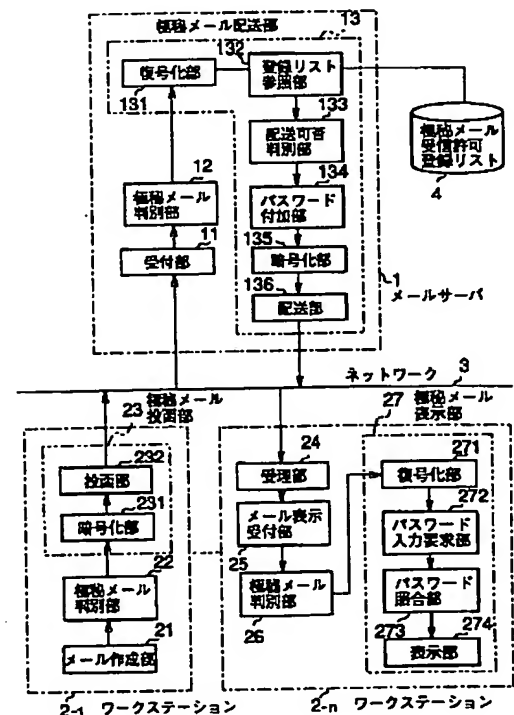 極秘メール配送部
13
132
復号化部
131
登録リスト
参照部
133
配送可否
判別部
極秘メール
受信許可
登録リスト
4
12
極秘メール
判別部
134
パスワード
付加部
11
受付部
135
暗号化部
136
配送部
1
メールサーバ
ネットワーク
3
極秘メール
投函部
23
232
投函部
231
暗号化部
22
極秘メール
判別部
21
メール作成部
2-1 ワークステーション
極秘メール
表示部
27
24
受理部
メール表示
受付部
25
極秘メール
判別部
26
271
復号化部
272
パスワード
入力要求部
パスワード
照合部
273
274
表示部
2-n ワークステーション